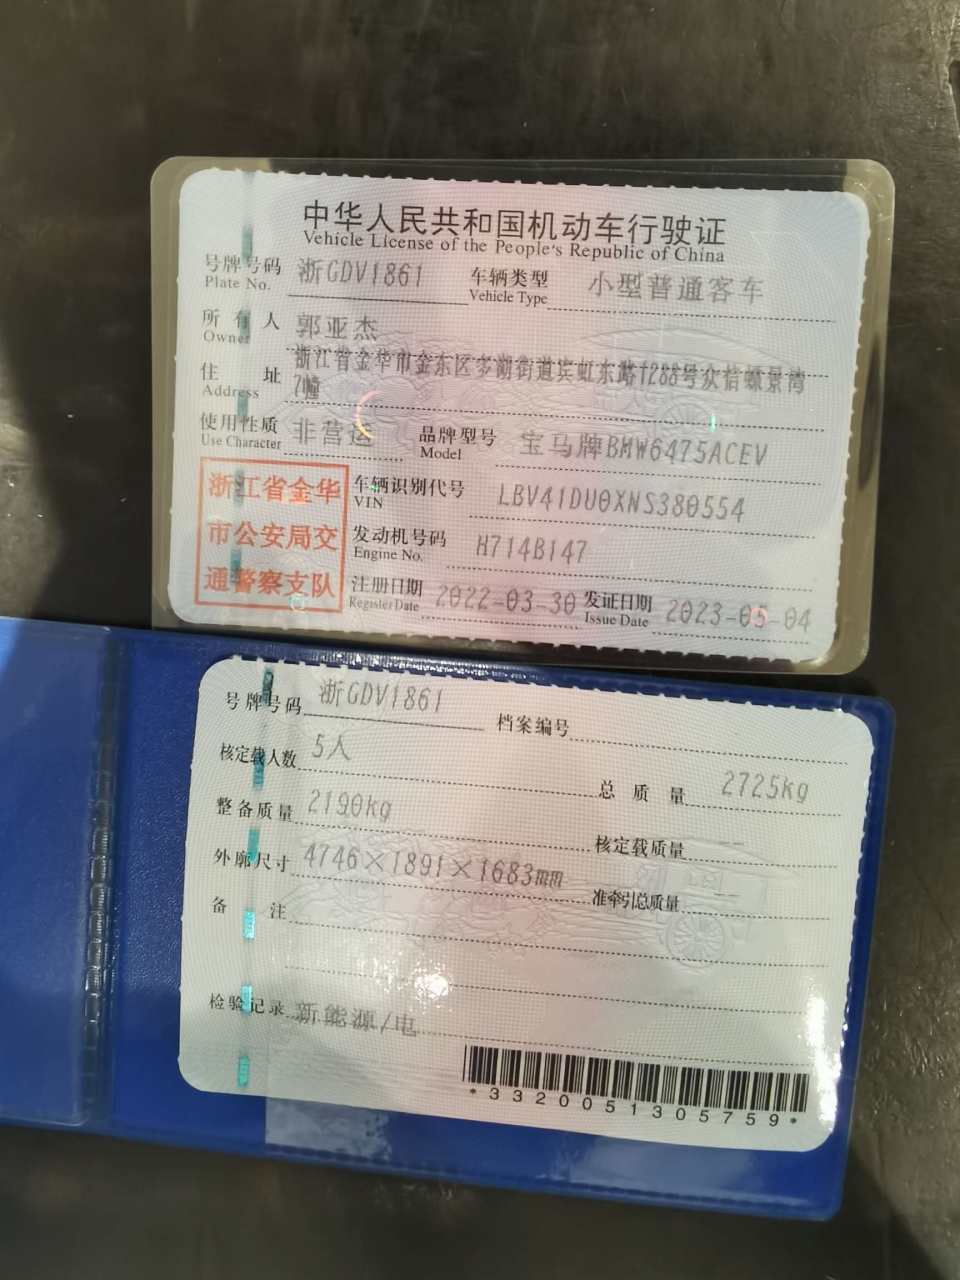 中华人民共和国机动车行驶证
Vehicle License of the People's Republic of China
号牌号码 浙GDV1861 车辆类型 小型普通客车
Plate No. Vehicle Type
所有人 郭亚杰
Owner
住址 浙江省金华市金东区多湖街道宾虹东路1288号众信嵊景湾
Address 7幢
使用性质 非营运 品牌型号 宝马牌BMW6475ACEV
Use Character Model
浙江省金华
市公安局交
通警察支队
车辆识别代号 LBV41DU0XNS380554
VIN
发动机号码 H714B147
Engine No.
注册日期 2022-03-30 发证日期 2023-05-04
Register Date Issue Date
号牌号码 浙GDV1861 档案编号
核定载人数 5人 总质量 2725kg
整备质量 2190kg 核定载质量 --
外廓尺寸 4746×1891×1683mm 准牵引总质量
备注
检验记录 新能源/电
*3320051305759*